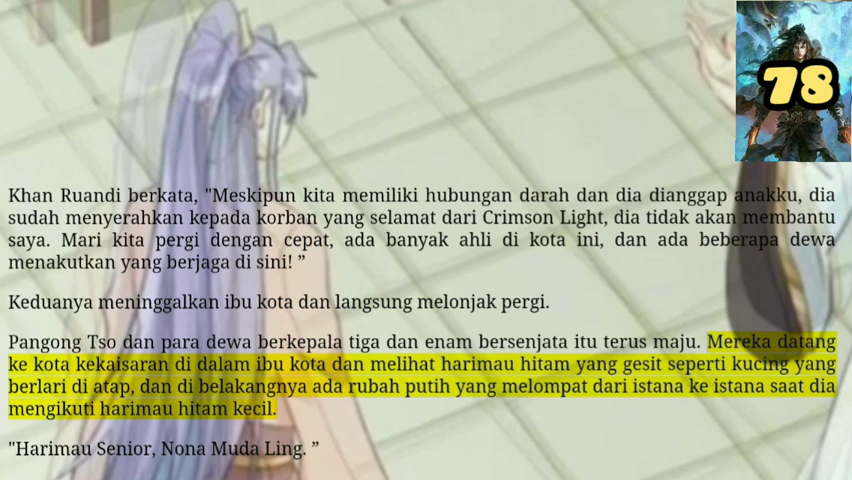 78
Khan Ruandi berkata, "Meskipun kita memiliki hubungan darah dan dia dianggap anakku, dia
sudah menyerahkan kepada korban yang selamat dari Crimson Light, dia tidak akan membantu
saya. Mari kita pergi dengan cepat, ada banyak ahli di kota ini, dan ada beberapa dewa
menakutkan yang berjaga di sini! ”
Keduanya meninggalkan ibu kota dan langsung melonjak pergi.
Pangong Tso dan para dewa berkepala tiga dan enam bersenjata itu terus maju. Mereka datang
ke kota kekaisaran di dalam ibu kota dan melihat harimau hitam yang gesit seperti kucing yang
berlari di atap, dan di belakangnya ada rubah putih yang melompat dari istana ke istana saat dia
mengikuti harimau hitam kecil.
"Harimau Senior, Nona Muda Ling. ”